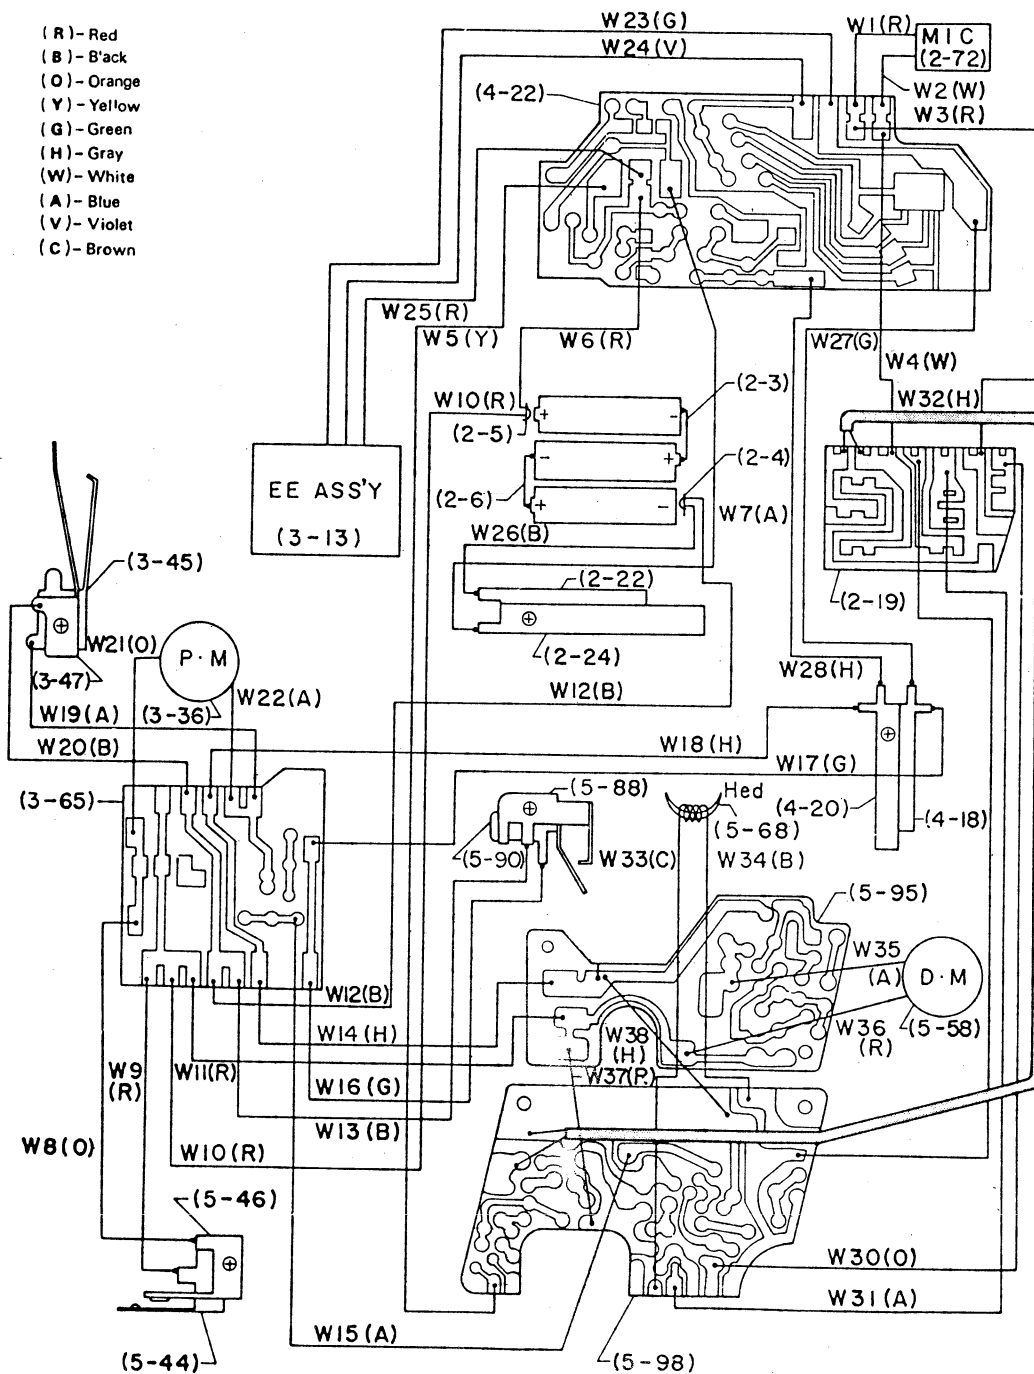 (R)-Red
(B)-B'ack
(O)-Orange
(Y)-Yellow
(G)-Green
(H)-Gray
(W)-White
(A)-Blue
(V)-Violet
(C)-Brown
W23(G)
W24(V)
W1(R)
MIC
(2-72)
W2(W)
W3(R)
(4-22)
W25(R)
W5(Y)
W6(R)
W27(G)
W4(W)
W32(H)
W10(R)
(2-3)
+
-
(2-5)
-
+
(2-4)
(2-6)
+
-
W7(A)
EE ASS'Y
(3-13)
W26(B)
(3-45)
(2-22)
(2-19)
W21(O)
P·M
(2-24)
W28(H)
(3-47)
W22(A)
W12(B)
W19(A)
(3-36)
W20(B)
W18(H)
W17(G)
(3-65)
(5-88)
Hed
(4-20)
(4-18)
(5-68)
(5-90)
W33(C)
W34(B)
(5-95)
W35
(A)
D·M
W12(B)
W14(H)
W38
(H)
W36
(R)
(5-58)
W9
(R)
W11(R)
W16(G)
W37(R.
W13(B)
W8(O)
W10(R)
(5-46)
W30(O)
W31(A)
W15(A)
(5-44)
(5-98)